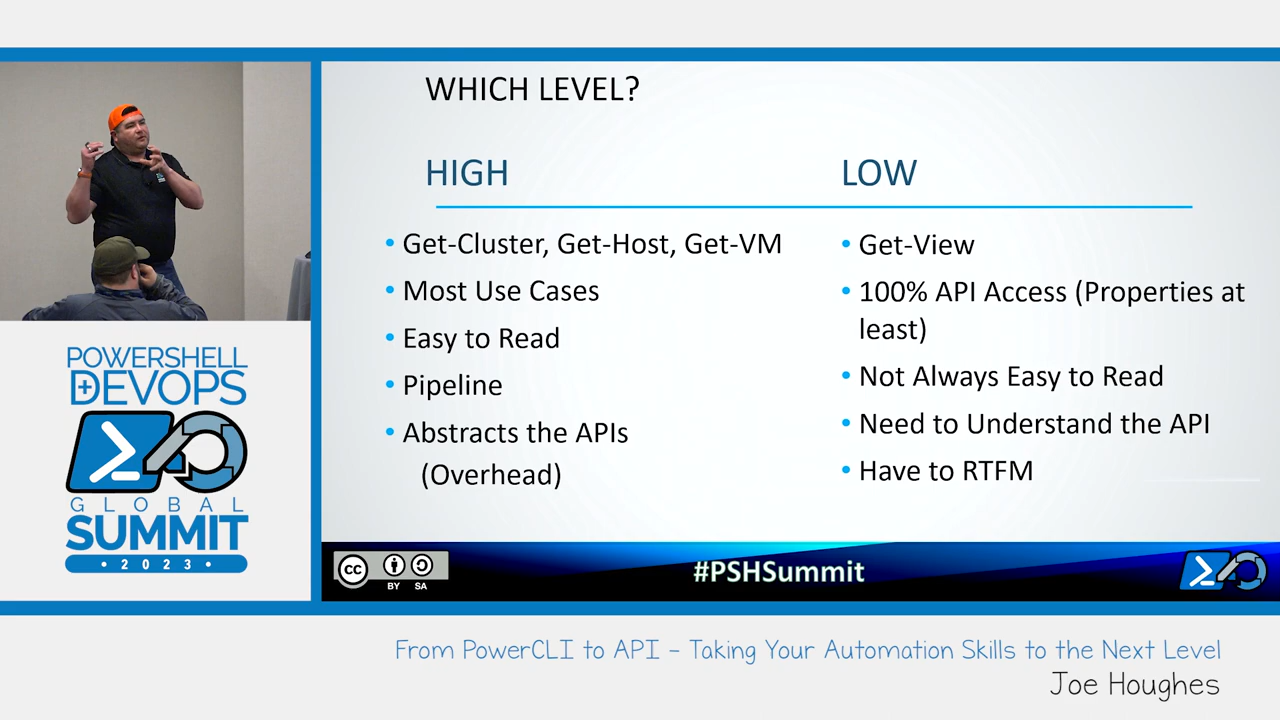 WHICH LEVEL?
HIGH
• Get-Cluster, Get-Host, Get-VM
• Most Use Cases
• Easy to Read
• Pipeline
• Abstracts the APIs
(Overhead)
LOW
• Get-View
• 100% API Access (Properties at
least)
• Not Always Easy to Read
• Need to Understand the API
• Have to RTFM
POWERSHELL
+DEVOPS
GLOBAL
SUMMIT
• 2023 •
cc
BY SA
#PSHSummit
From PowerCLI to API – Taking Your Automation Skills to the Next Level
Joe Houghes